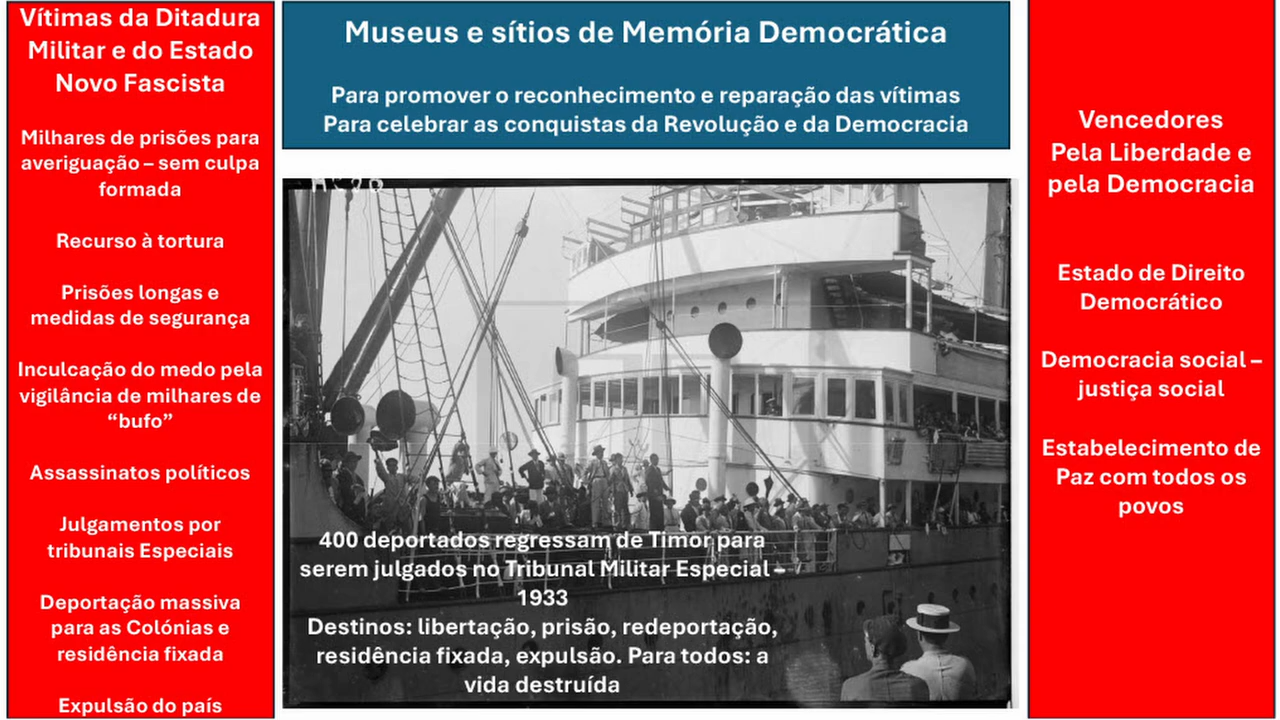 Vítimas da Ditadura
Militar e do Estado
Novo Fascista
Milhares de prisões para
averiguação – sem culpa
formada
Recurso à tortura
Prisões longas e
medidas de segurança
Inculcação do medo pela
vigilância de milhares de
“bufo”
Assassinatos políticos
Julgamentos por
tribunais Especiais
Deportação massiva
para as Colónias e
residência fixada
Expulsão do país
Museus e sítios de Memória Democrática
Para promover o reconhecimento e reparação das vítimas
Para celebrar as conquistas da Revolução e da Democracia
400 deportados regressam de Timor para
serem julgados no Tribunal Militar Especial –
1933
Destinos: libertação, prisão, redeportação,
residência fixada, expulsão. Para todos: a
vida destruída
Vencedores
Pela Liberdade e
pela Democracia
Estado de Direito
Democrático
Democracia social –
justiça social
Estabelecimento de
Paz com todos os
povos